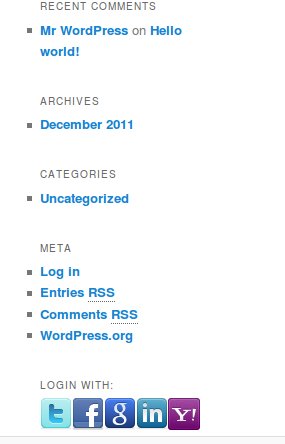 RECENT COMMENTS
Mr WordPress on Hello
world!
ARCHIVES
December 2011
CATEGORIES
Uncategorized
META
Log in
Entries RSS
Comments RSS
WordPress.org
LOGIN WITH:
t f g in Y!